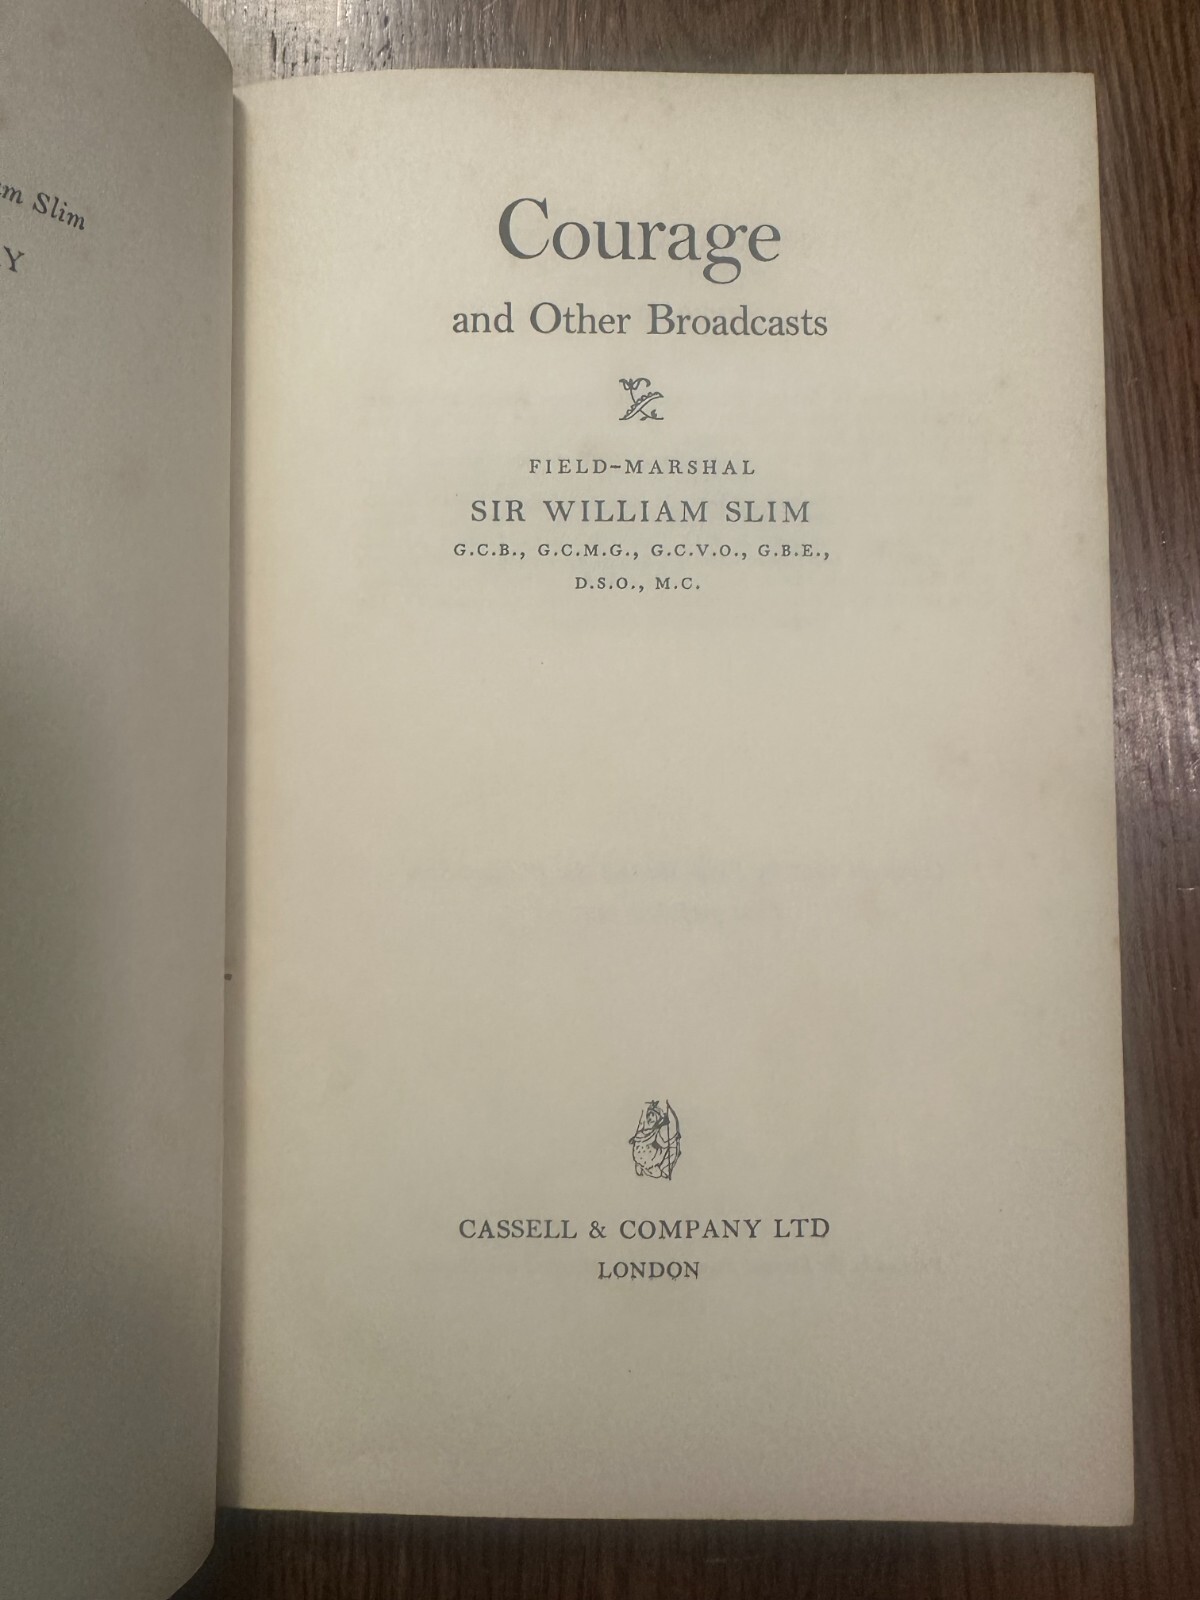 Slim
Courage
and Other Broadcasts
FIELD-MARSHAL
SIR WILLIAM SLIM
G.C.B., G.C.M.G., G.C.V.O., G.B.E.,
D.S.O., M.C.
CASSELL & COMPANY LTD
LONDON